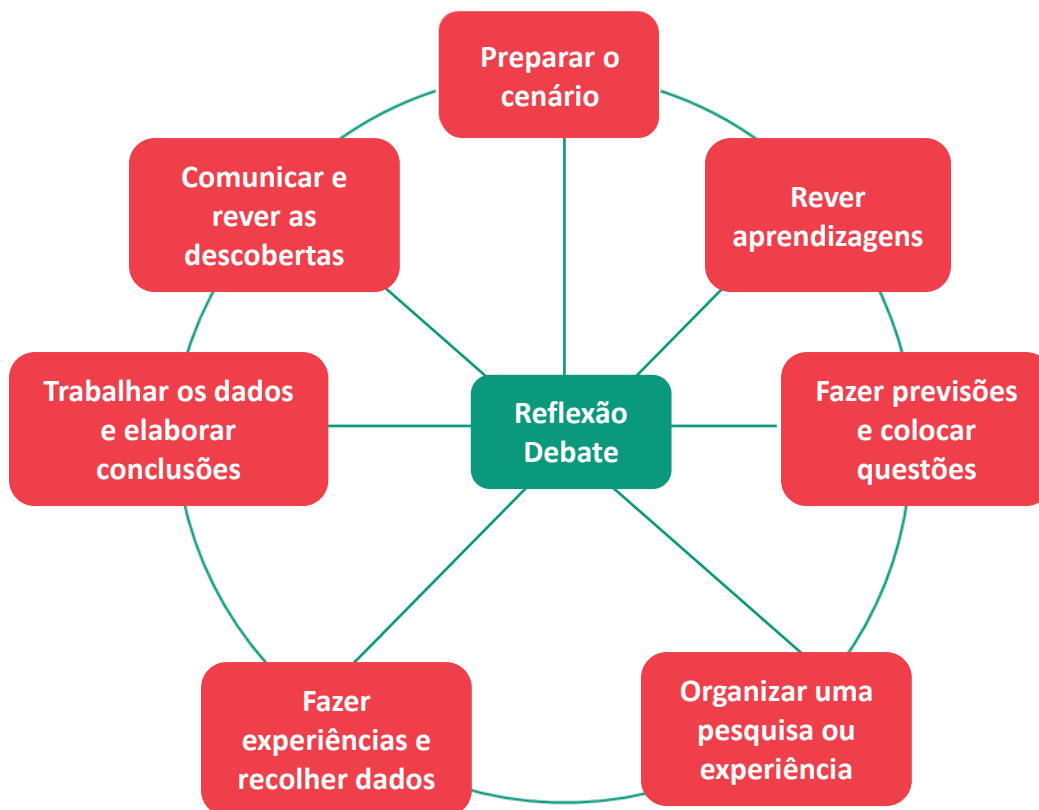 Preparar o
cenário
Rever
aprendizagens
Fazer previsões
e colocar
questões
Organizar uma
pesquisa ou
experiência
Fazer
experiências e
recolher dados
Trabalhar os dados
e elaborar
conclusões
Comunicar e
rever as
descobertas
Reflexão
Debate